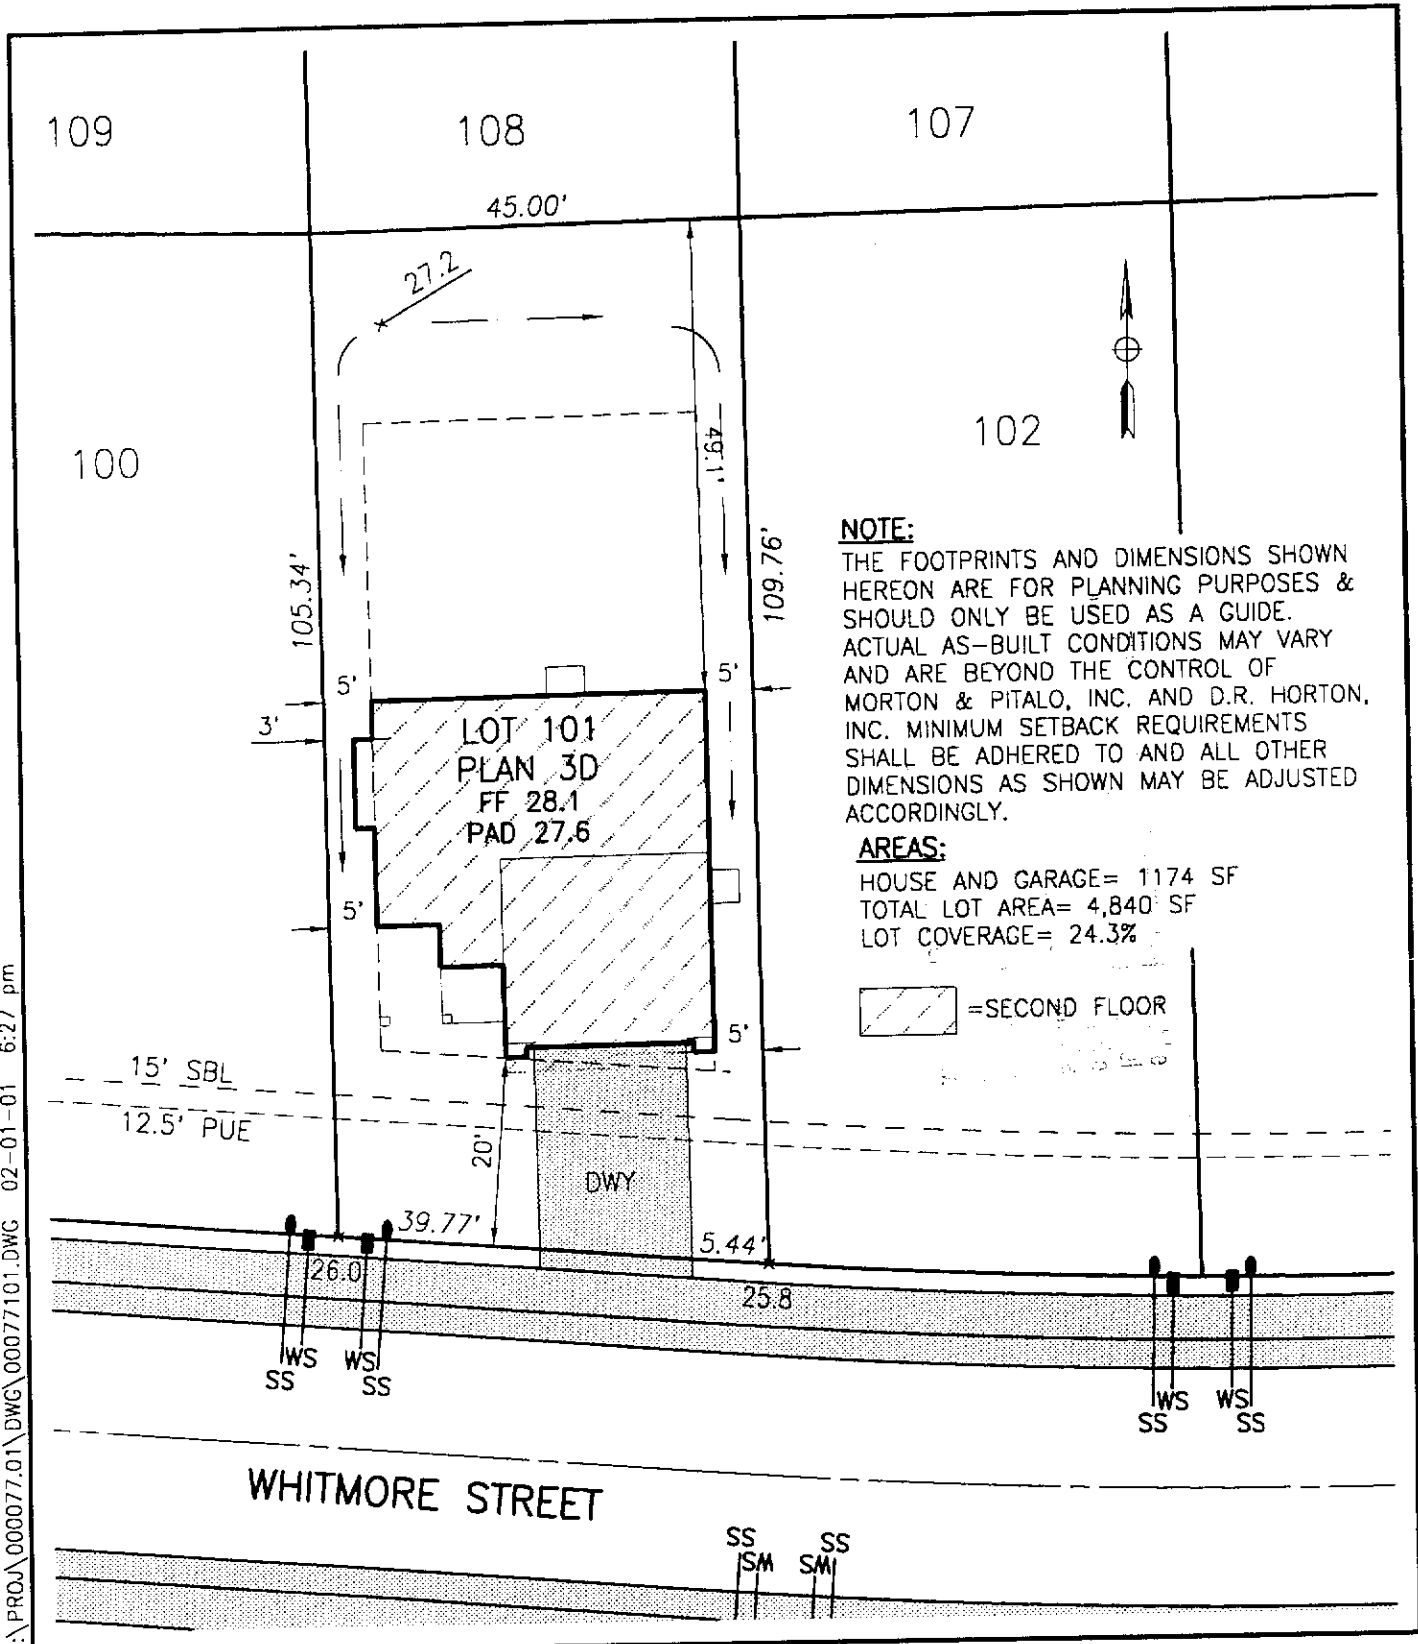 109
108
107
45.00'
27.2
49.1'
102
100
105.34'
109.76'
NOTE:
THE FOOTPRINTS AND DIMENSIONS SHOWN
HEREON ARE FOR PLANNING PURPOSES &
SHOULD ONLY BE USED AS A GUIDE.
ACTUAL AS-BUILT CONDITIONS MAY VARY
AND ARE BEYOND THE CONTROL OF
MORTON & PITALO, INC. AND D.R. HORTON,
INC. MINIMUM SETBACK REQUIREMENTS
SHALL BE ADHERED TO AND ALL OTHER
DIMENSIONS AS SHOWN MAY BE ADJUSTED
ACCORDINGLY.
5'
5'
3'
LOT 101
PLAN 3D
FF 28.1
PAD 27.6
AREAS:
HOUSE AND GARAGE= 1174 SF
TOTAL LOT AREA= 4,840 SF
LOT COVERAGE= 24.3%
5'
=SECOND FLOOR
5'
15' SBL
12.5' PUE
20'
DWY
39.77'
5.44'
26.0
25.8
SS
WS
WS
SS
SS
WS
WS
SS
WHITMORE STREET
SS
SM
SM
SS
:\PROJ\000077.01\DWG\00077101.DWG 02-01-01 6:27 pm